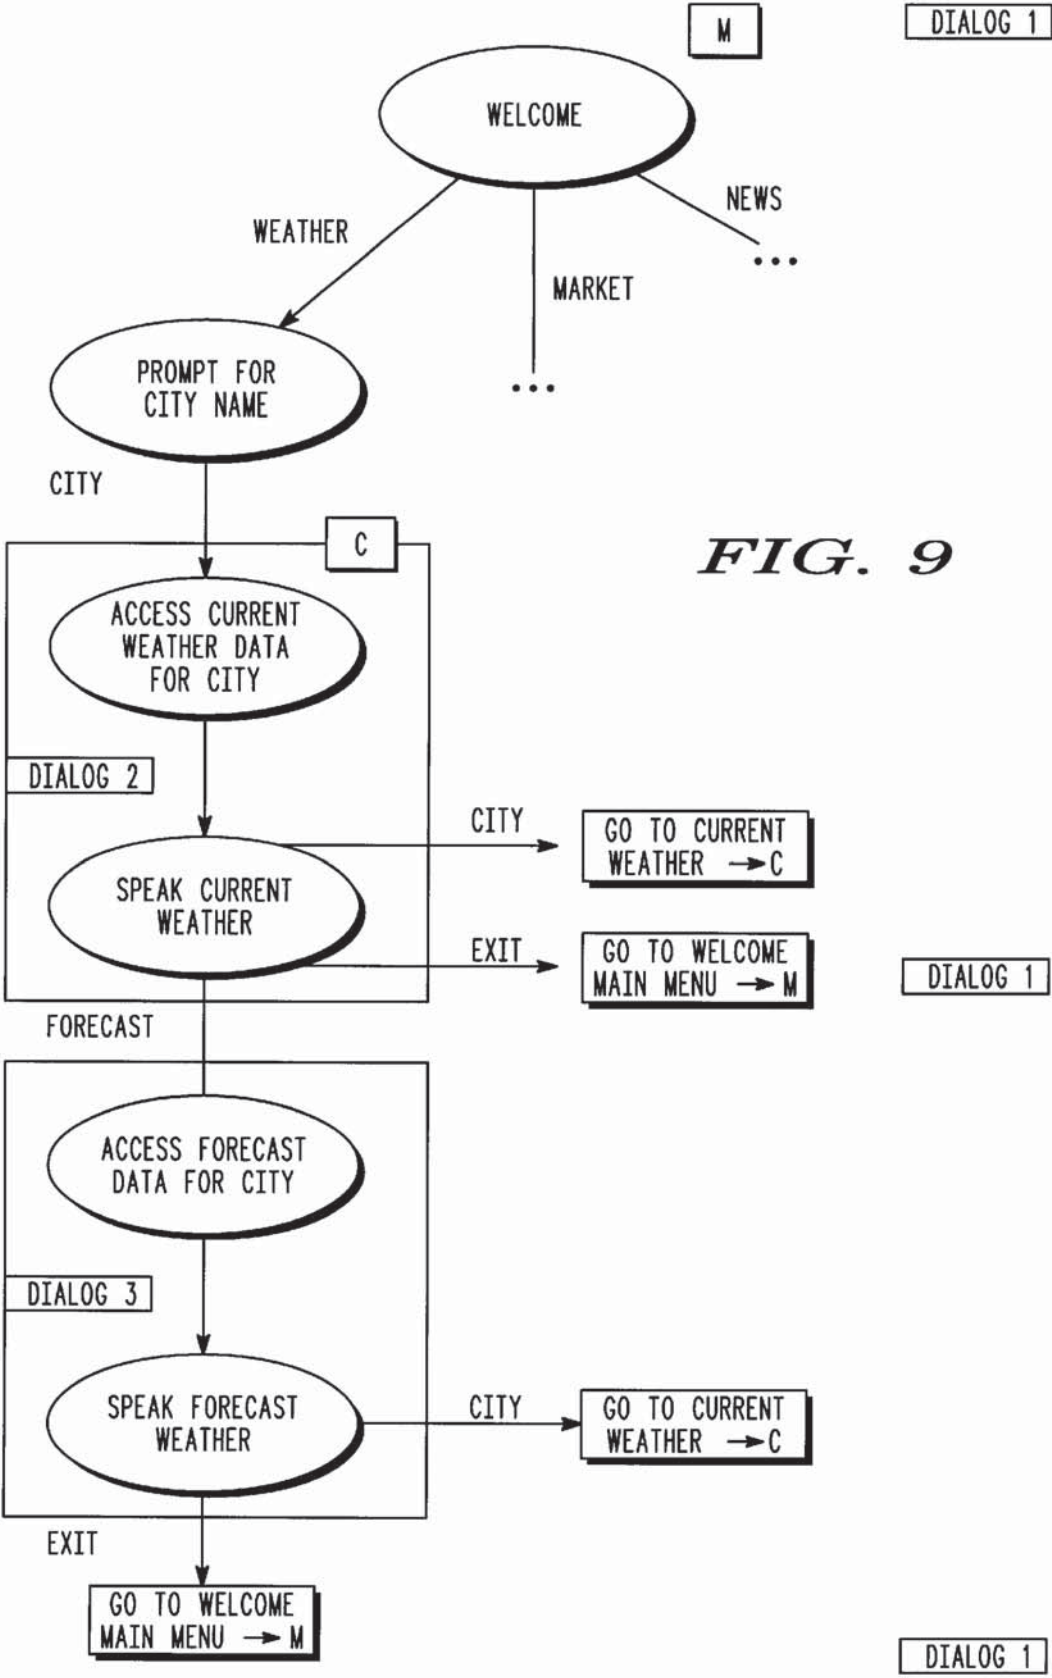 M
DIALOG 1
WELCOME
NEWS
WEATHER
•••
MARKET
•••
PROMPT FOR
CITY NAME
CITY
C
FIG. 9
ACCESS CURRENT
WEATHER DATA
FOR CITY
DIALOG 2
CITY
GO TO CURRENT
WEATHER → C
SPEAK CURRENT
WEATHER
EXIT
GO TO WELCOME
MAIN MENU → M
DIALOG 1
FORECAST
ACCESS FORECAST
DATA FOR CITY
DIALOG 3
SPEAK FORECAST
WEATHER
CITY
GO TO CURRENT
WEATHER → C
EXIT
GO TO WELCOME
MAIN MENU → M
DIALOG 1